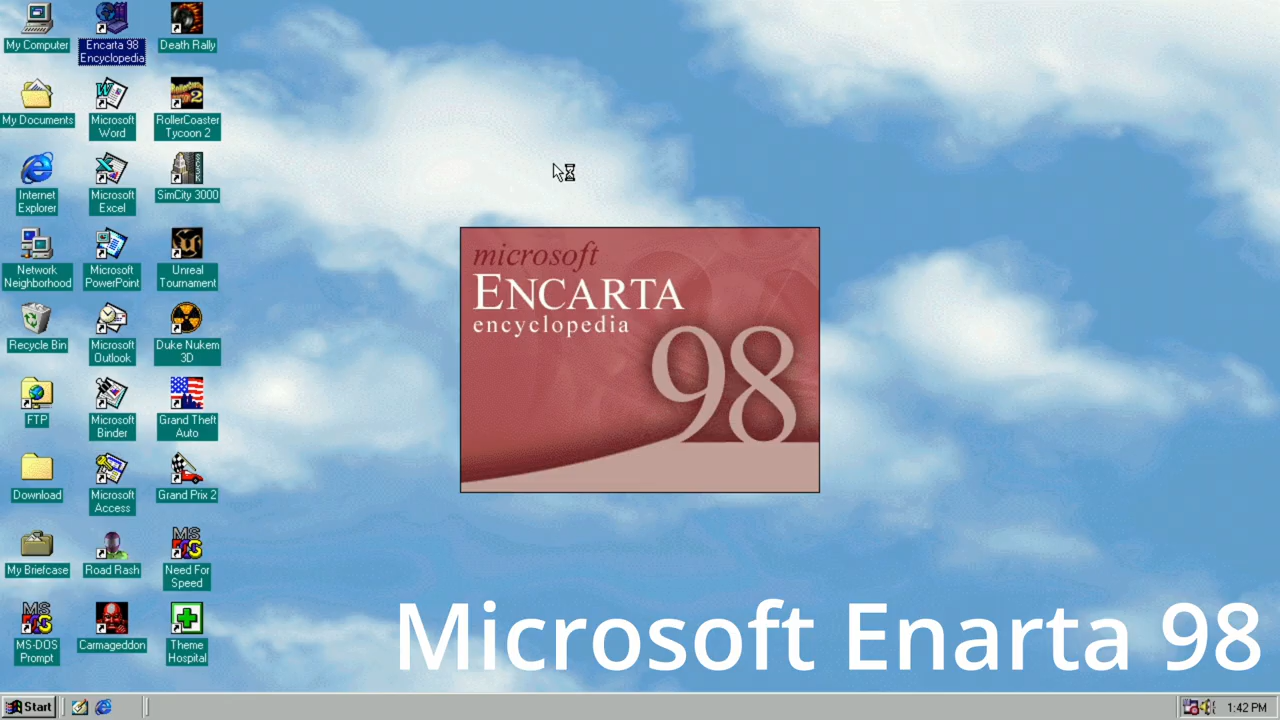 My Computer
Encarta 98
Encyclopedia
Death Rally
My Documents
Microsoft
Word
RollerCoaster
Tycoon 2
Internet
Explorer
Microsoft
Excel
SimCity 3000
Network
Neighborhood
Microsoft
PowerPoint
Unreal
Tournament
Recycle Bin
Microsoft
Outlook
Duke Nukem
3D
FTP
Microsoft
Binder
Grand Theft
Auto
Download
Microsoft
Access
Grand Prix 2
My Briefcase
Road Rash
Need For
Speed
MS-DOS
Prompt
Carmageddon
Theme
Hospital
microsoft
ENCARTA
encyclopedia
98
Microsoft Enarta 98
Start
1:42 PM